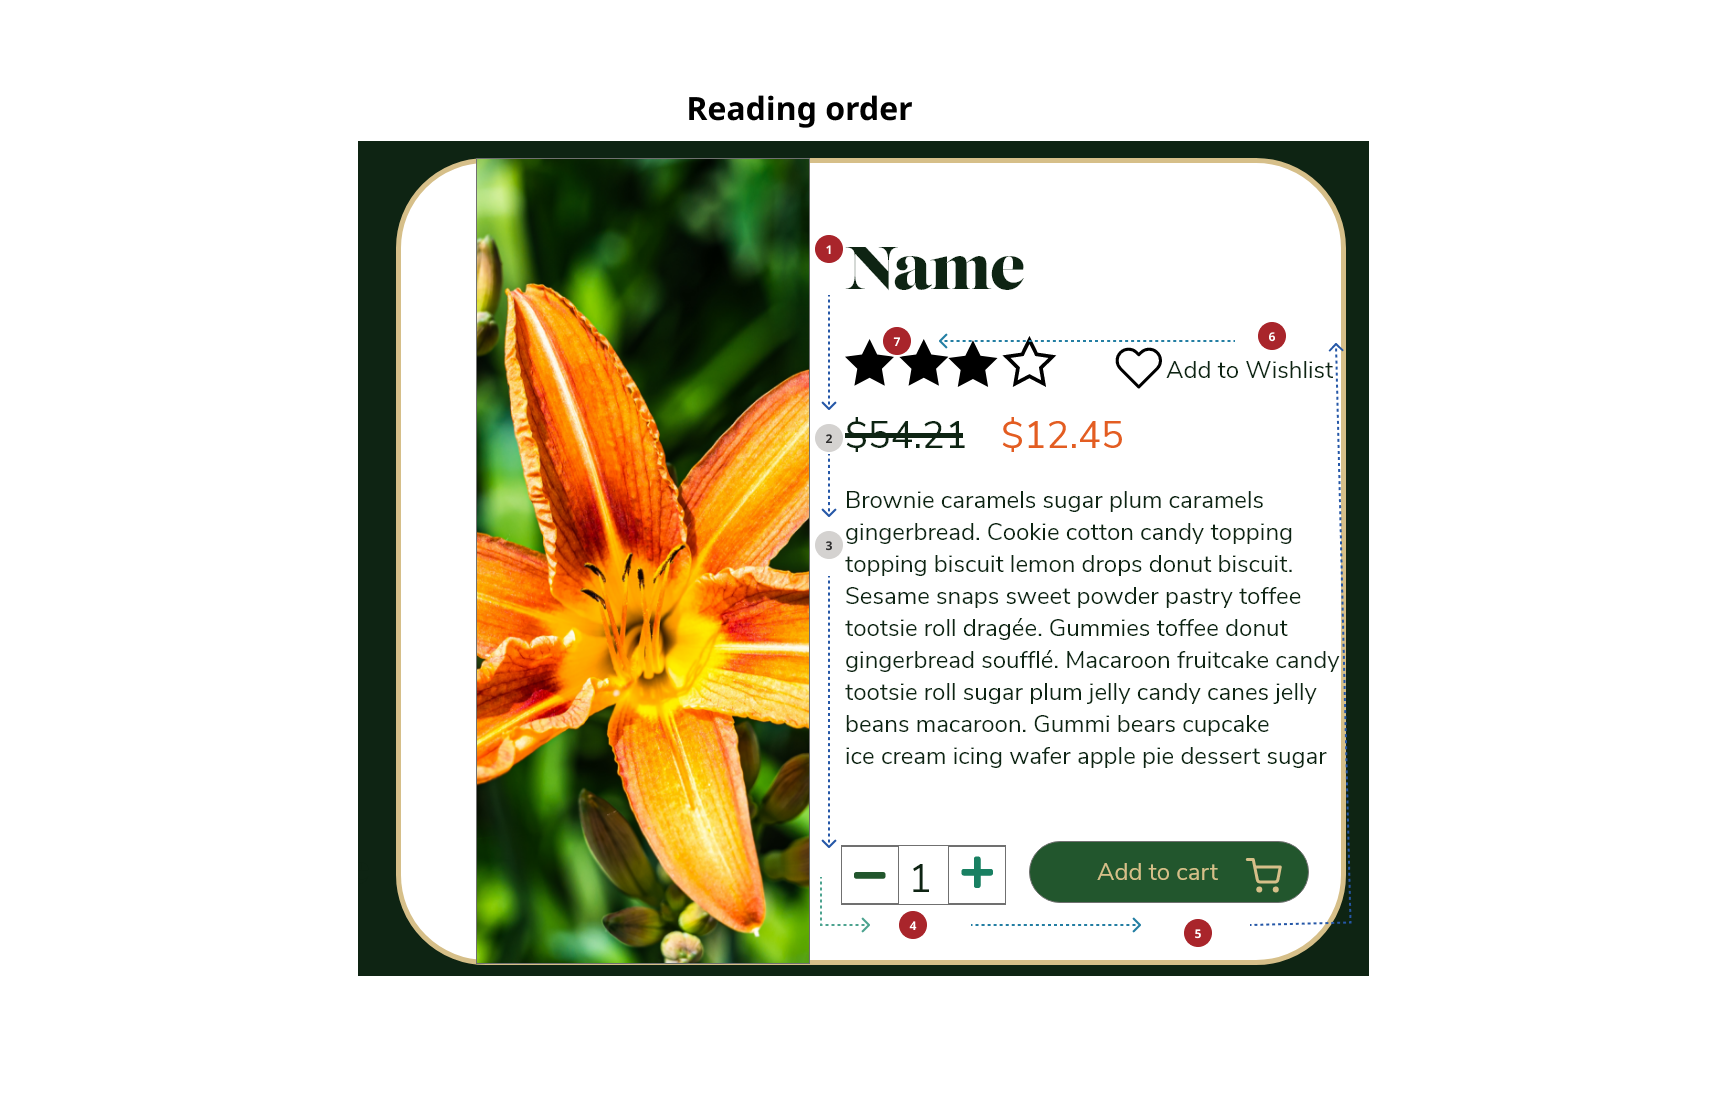 Reading order
1
Name
7
6
Add to Wishlist
2
$54.21 $12.45
Brownie caramels sugar plum caramels
3
gingerbread. Cookie cotton candy topping
topping biscuit lemon drops donut biscuit.
Sesame snaps sweet powder pastry toffee
tootsie roll dragée. Gummies toffee donut
gingerbread soufflé. Macaroon fruitcake candy
tootsie roll sugar plum jelly candy canes jelly
beans macaroon. Gummi bears cupcake
ice cream icing wafer apple pie dessert sugar
1
Add to cart
4
5